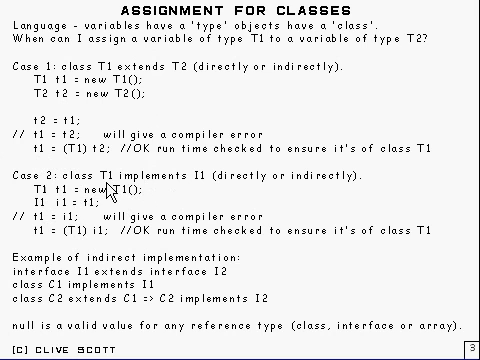 ASSIGNMENT FOR CLASSES
Language - variables have a 'type' objects have a 'class'.
When can I assign a variable of type T1 to a variable of type T2?
Case 1: class T1 extends T2 (directly or indirectly).
T1 t1 = new T1();
T2 t2 = new T2();
t2 = t1;
// t1 = t2; will give a compiler error
t1 = (T1) t2; //OK run time checked to ensure it's of class T1
Case 2: class T1 implements I1 (directly or indirectly).
T1 t1 = new T1();
I1 i1 = t1;
// t1 = i1; will give a compiler error
t1 = (T1) i1; //OK run time checked to ensure it's of class T1
Example of indirect implementation:
interface I1 extends interface I2
class C1 implements I1
class C2 extends C1 => C2 implements I2
null is a valid value for any reference type (class, interface or array).
[C] CLIVE SCOTT
3